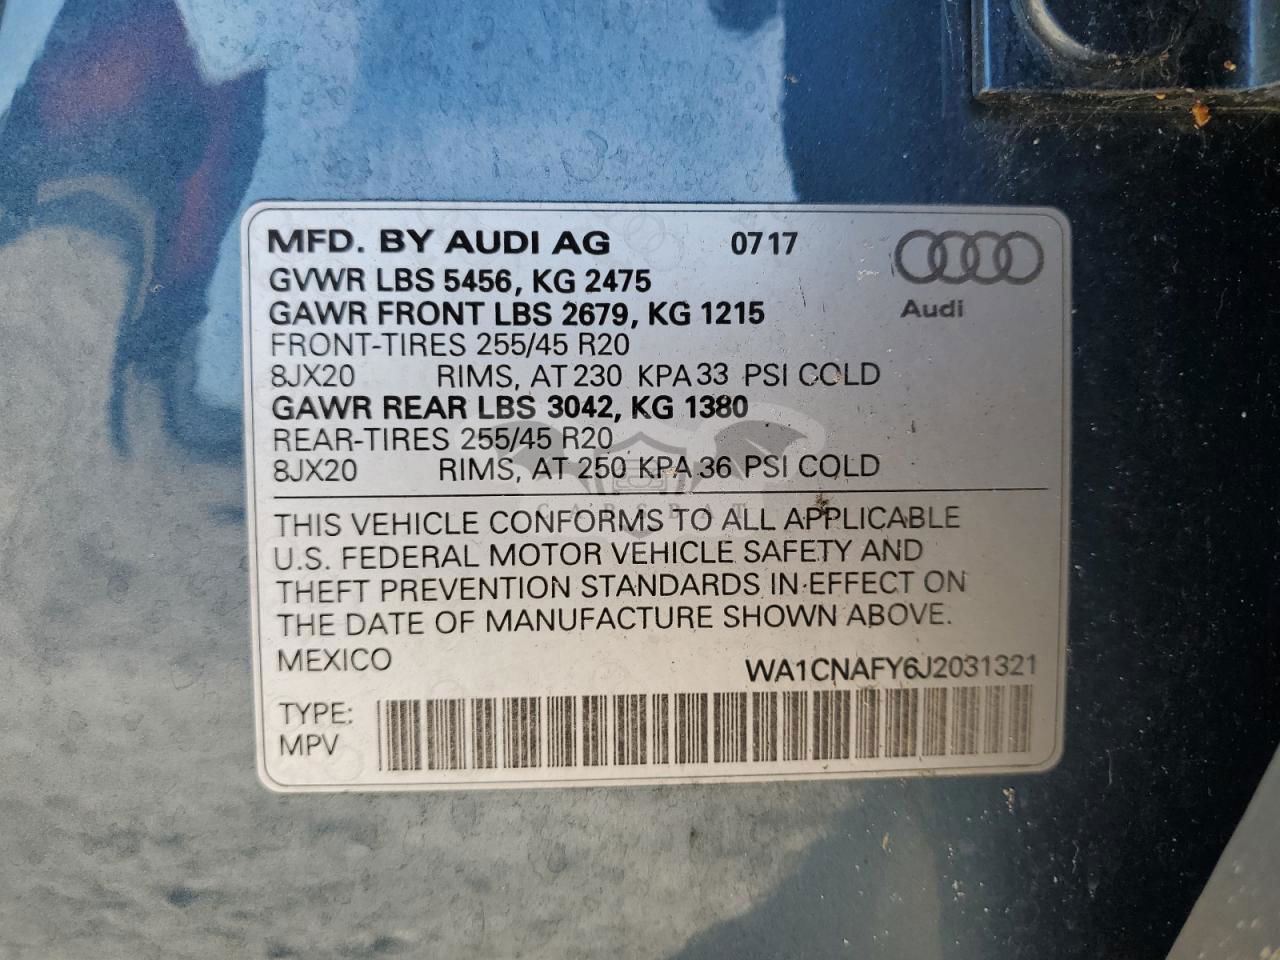 MFD. BY AUDI AG 0717
Audi
GVWR LBS 5456, KG 2475
GAWR FRONT LBS 2679, KG 1215
FRONT-TIRES 255/45 R20
8JX20 RIMS, AT 230 KPA 33 PSI COLD
GAWR REAR LBS 3042, KG 1380
REAR-TIRES 255/45 R20
8JX20 RIMS, AT 250 KPA 36 PSI COLD
THIS VEHICLE CONFORMS TO ALL APPLICABLE
U.S. FEDERAL MOTOR VEHICLE SAFETY AND
THEFT PREVENTION STANDARDS IN EFFECT ON
THE DATE OF MANUFACTURE SHOWN ABOVE.
MEXICO WA1CNAFY6J2031321
TYPE:
MPV